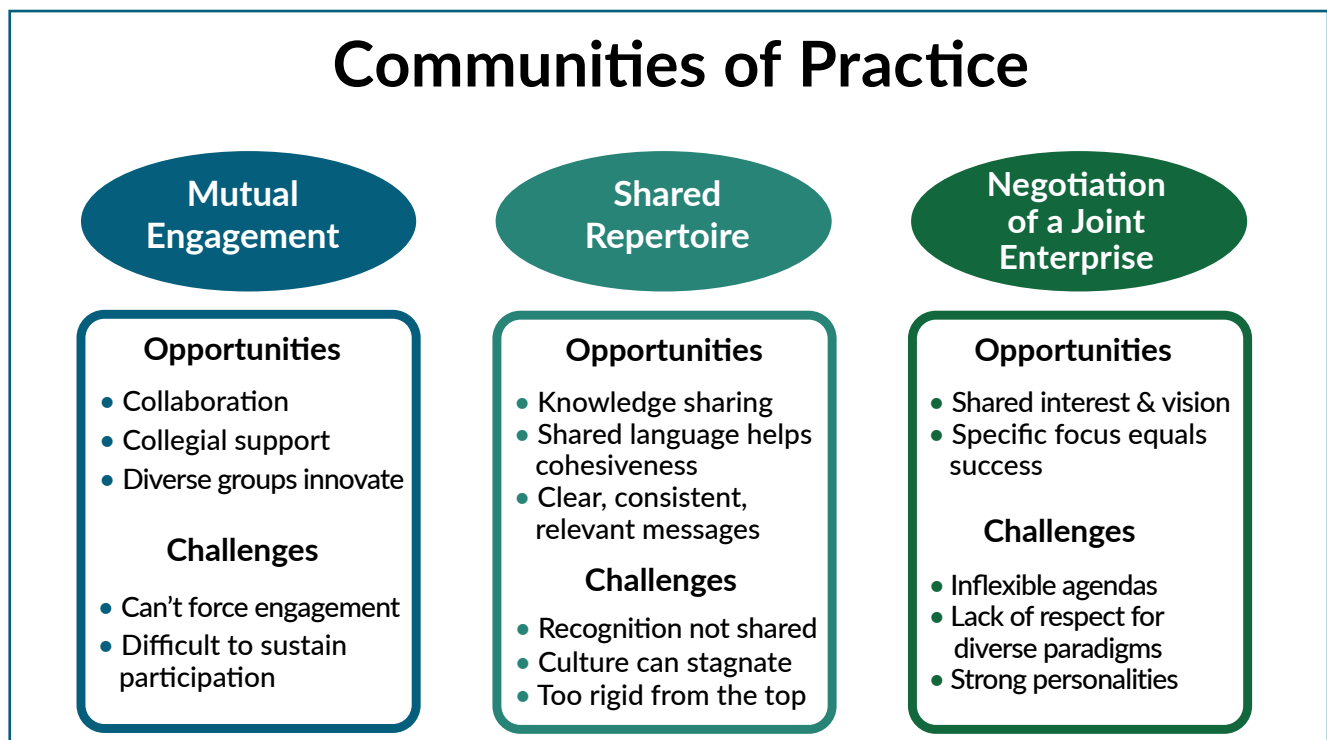 Communities of Practice
Mutual
Engagement
Opportunities
• Collaboration
• Collegial support
• Diverse groups innovate
Challenges
• Can't force engagement
• Difficult to sustain
participation
Shared
Repertoire
Opportunities
• Knowledge sharing
• Shared language helps
cohesiveness
• Clear, consistent,
relevant messages
Challenges
• Recognition not shared
• Culture can stagnate
• Too rigid from the top
Negotiation
of a Joint
Enterprise
Opportunities
• Shared interest & vision
• Specific focus equals
success
Challenges
• Inflexible agendas
• Lack of respect for
diverse paradigms
• Strong personalities